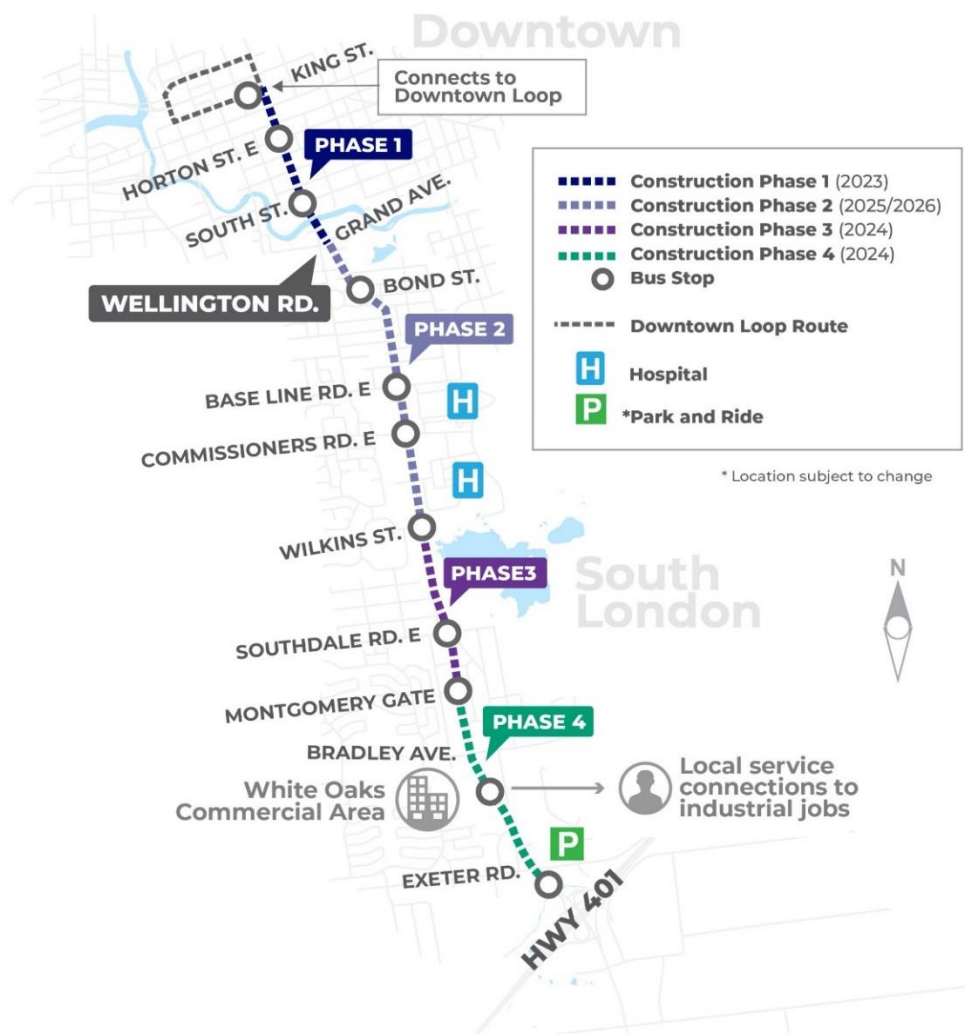 Downtown
KING ST.
Connects to
Downtown Loop
HORTON ST. E
PHASE 1
SOUTH ST.
GRAND AVE.
WELLINGTON RD.
BOND ST.
PHASE 2
BASE LINE RD. E
H
COMMISSIONERS RD. E
H
WILKINS ST.
PHASE3
South
London
SOUTHDALE RD. E
MONTGOMERY GATE
PHASE 4
BRADLEY AVE.
White Oaks
Commercial Area
Local service
connections to
industrial jobs
P
EXETER RD.
HWY 401
Construction Phase 1 (2023)
Construction Phase 2 (2025/2026)
Construction Phase 3 (2024)
Construction Phase 4 (2024)
Bus Stop
Downtown Loop Route
H Hospital
P *Park and Ride
* Location subject to change
N